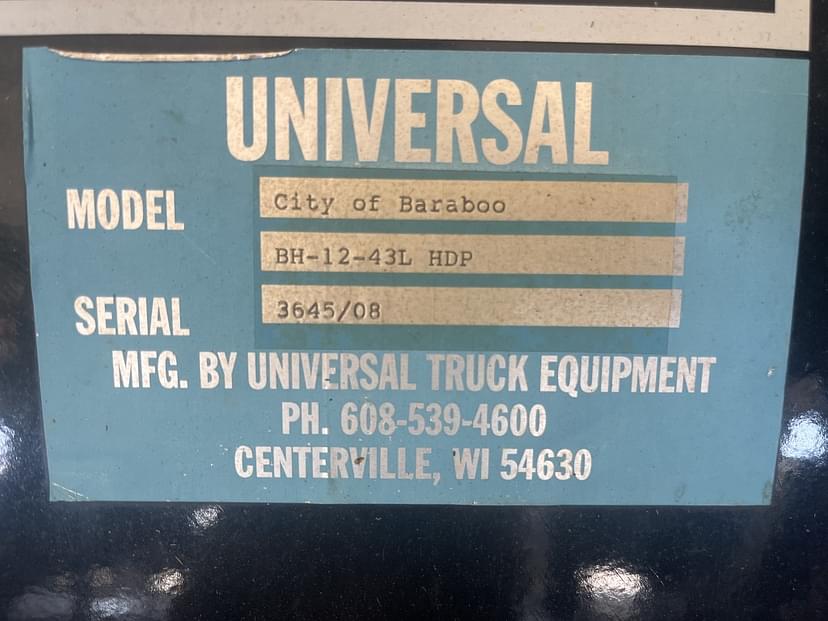 UNIVERSAL
MODEL City of Baraboo
BH-12-43L HDP
SERIAL 3645/08
MFG. BY UNIVERSAL TRUCK EQUIPMENT
PH. 608-539-4600
CENTERVILLE, WI 54630